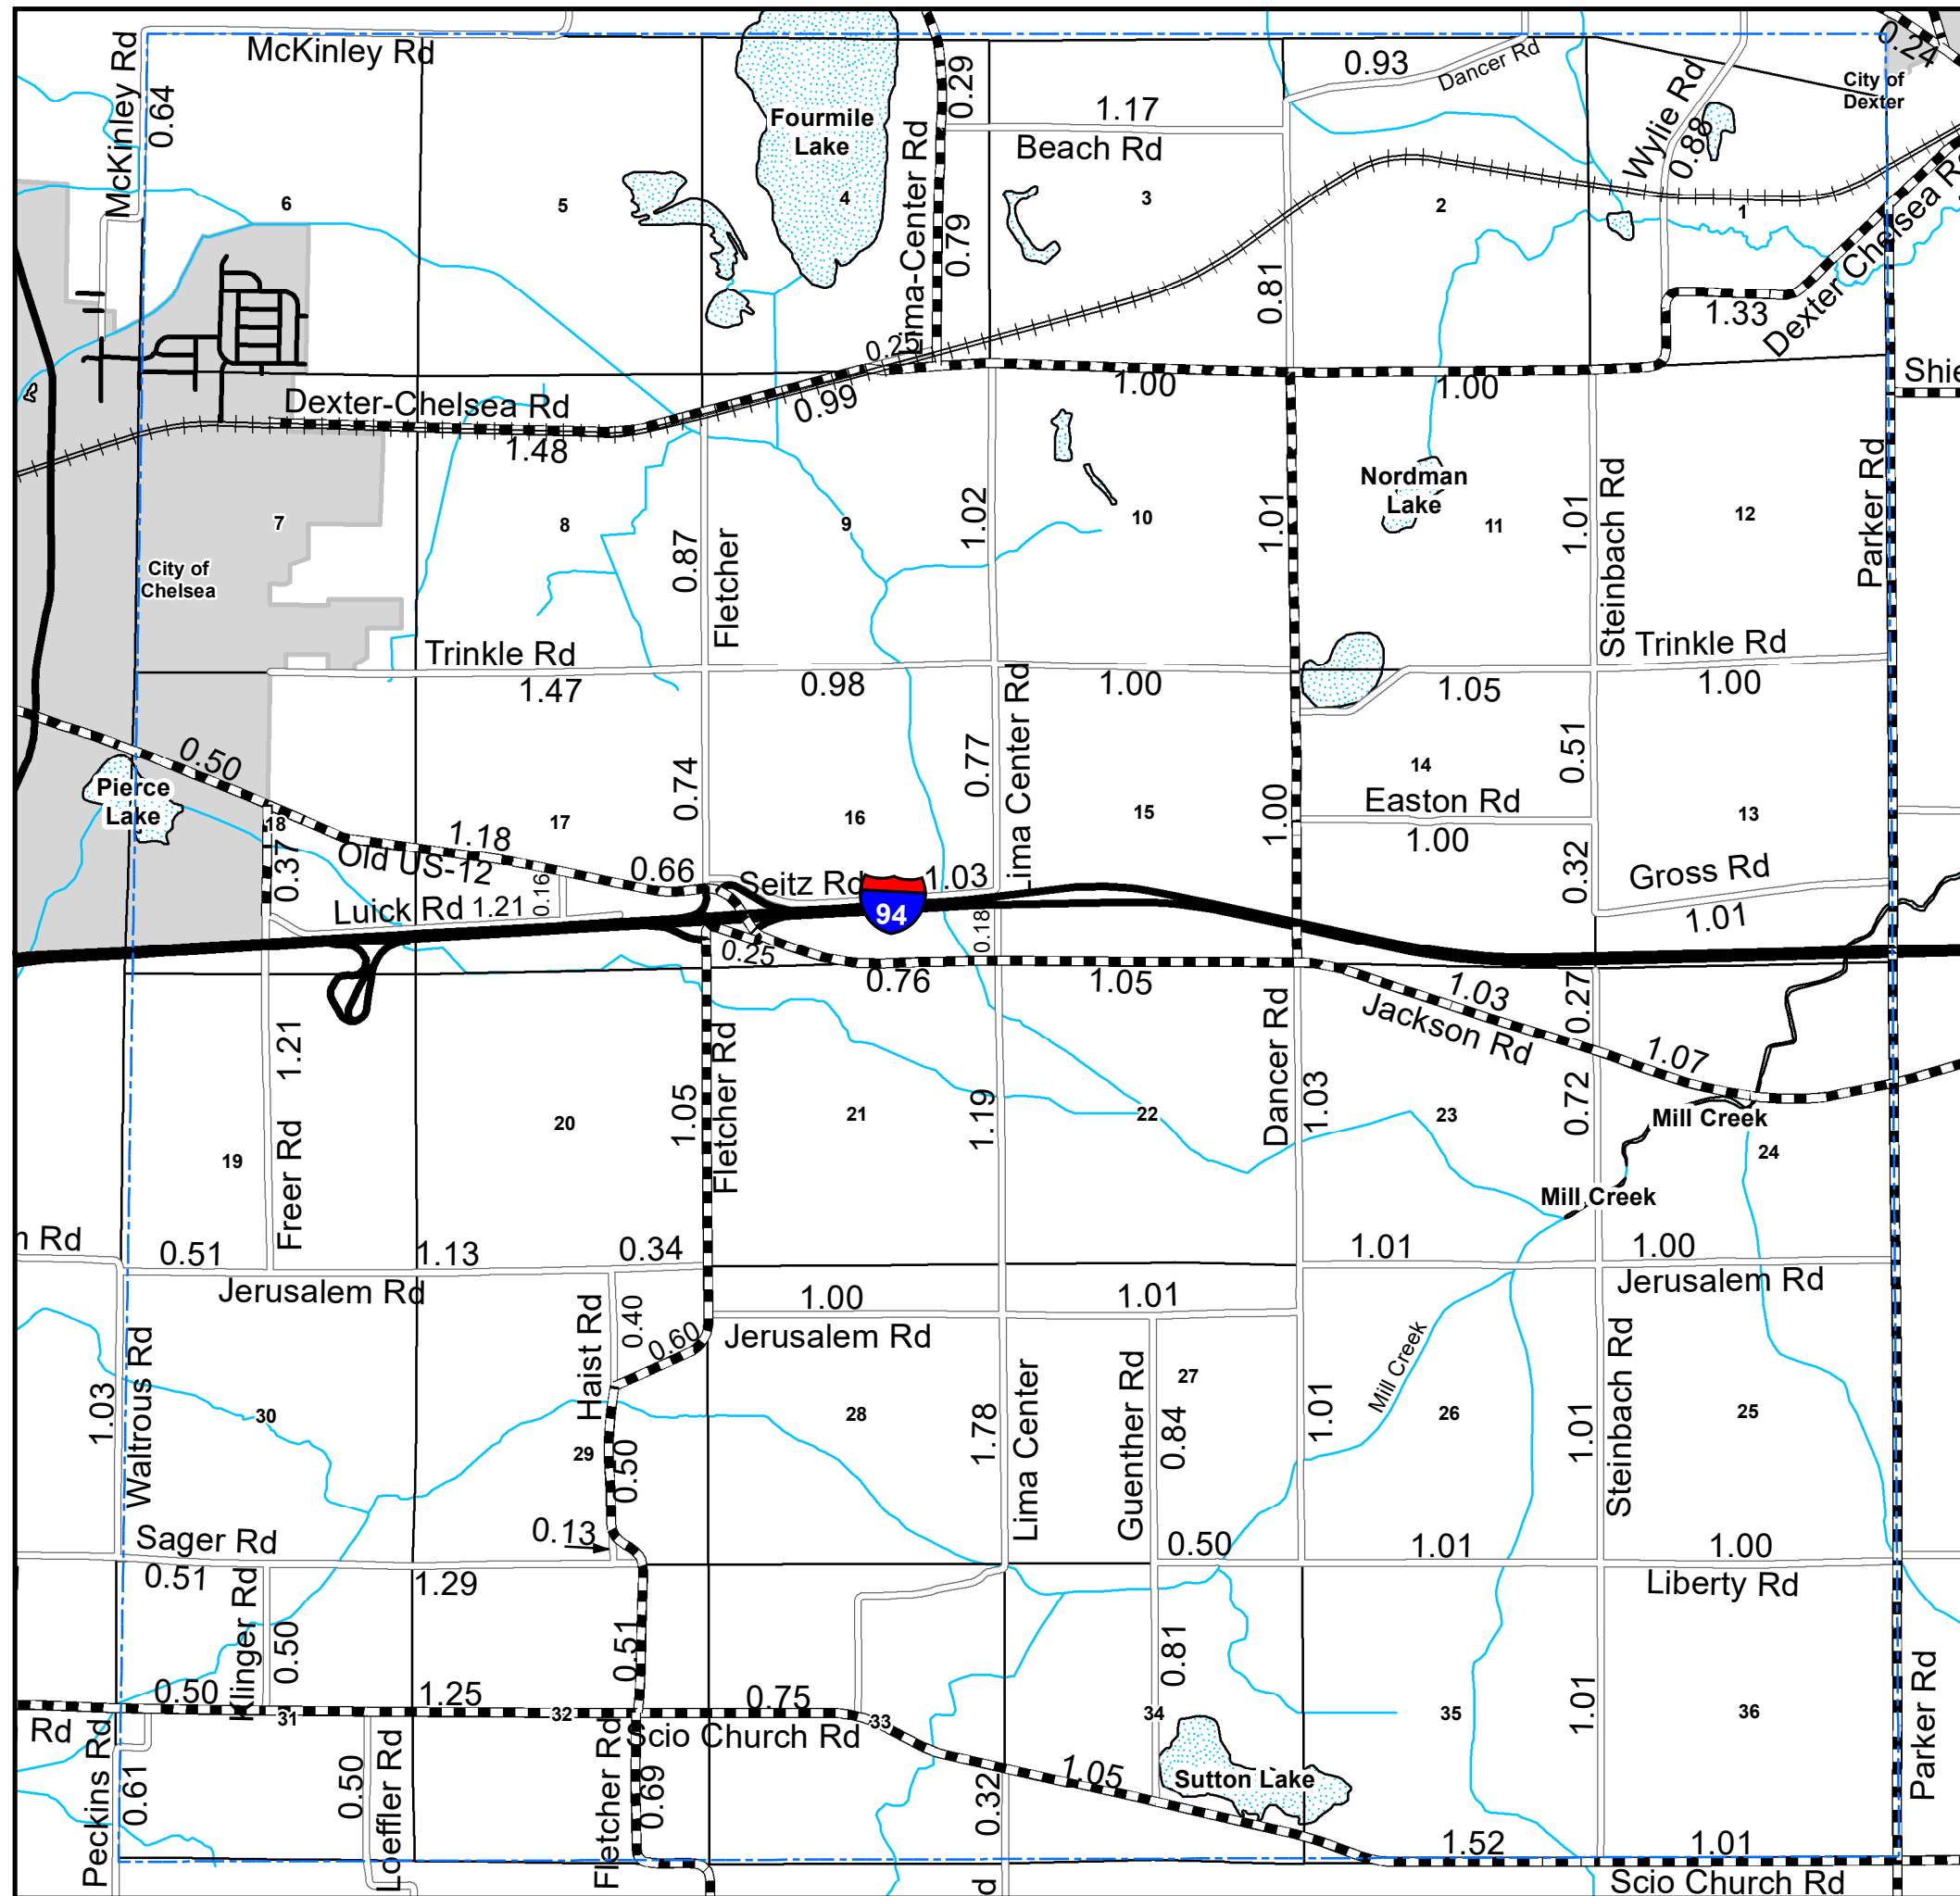 McKinley Rd
McKinley Rd
0.64
Fourmile
Lake
Lima-Center Rd
0.29
0.93
Dancer Rd
Wylie Rd
0.88
City of
Dexter
0.24
1.17
Beach Rd
6
5
4
3
2
1
0.79
0.81
1.33
Dexter Chelsea R
Shie
0.25
Dexter-Chelsea Rd
1.48
0.99
1.00
1.00
7
8
9
10
11
12
City of
Chelsea
0.87
Fletcher
1.02
1.01
Nordman
Lake
1.01
Steinbach Rd
Parker Rd
Trinkle Rd
1.47
0.98
1.00
1.05
Trinkle Rd
1.00
0.50
Pierce
Lake
18
0.37
17
16
15
14
13
1.18
Old US-12
0.74
0.77
Lima Center Rd
1.00
0.51
Easton Rd
1.00
0.32
Gross Rd
1.01
0.66
Seitz Rd
1.03
94
Luick Rd
1.21
0.16
0.18
0.25
0.76
1.05
1.03
Jackson Rd
0.27
1.07
1.21
Freer Rd
1.05
Fletcher Rd
1.19
Dancer Rd
1.03
0.72
Mill Creek
Mill Creek
19
20
21
22
23
24
n Rd
0.51
1.13
0.34
Jerusalem Rd
1.00
1.01
Jerusalem Rd
1.01
1.00
Jerusalem Rd
1.03
Waltrous Rd
Haist Rd
0.40
0.60
0.50
0.13
Lima Center
1.78
Guenther Rd
0.84
1.01
Mill Creek
1.01
Steinbach Rd
30
29
28
27
26
25
Sager Rd
0.51
1.29
0.50
1.01
1.00
Liberty Rd
Klinger Rd
0.50
0.51
0.81
1.01
0.50
1.25
0.75
Rd
Scio Church Rd
31
32
33
34
35
36
Peckins Rd
0.61
0.50
Loeffler Rd
Fletcher Rd
0.69
0.32
1.05
Sutton Lake
1.52
1.01
Scio Church Rd
Parker Rd
d